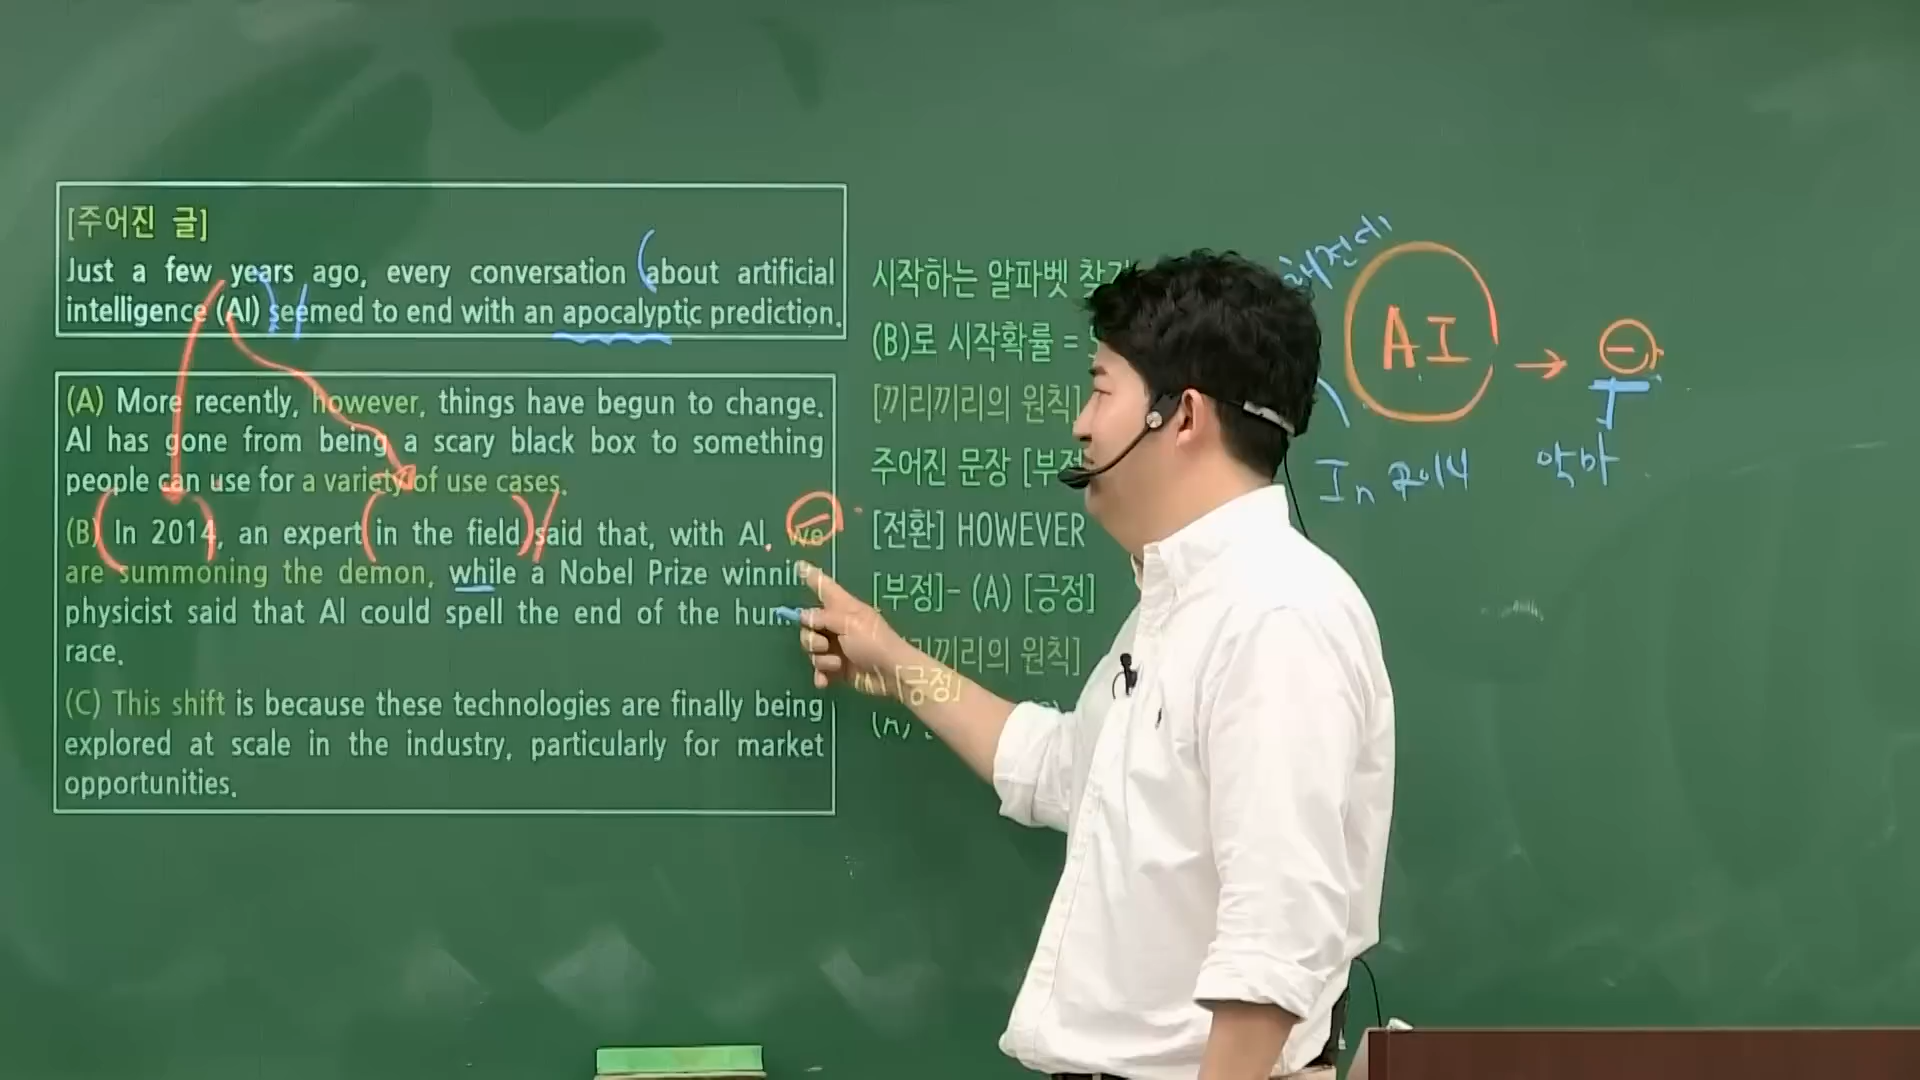 [주어진 글]
Just a few years ago, every conversation about artificial
intelligence (AI) seemed to end with an apocalyptic prediction.
(A) More recently, however, things have begun to change.
AI has gone from being a scary black box to something
people can use for a variety of use cases.
(B) In 2014, an expert in the field said that, with AI, we
are summoning the demon, while a Nobel Prize winnin
physicist said that AI could spell the end of the hum
race.
(C) This shift is because these technologies are finally being
explored at scale in the industry, particularly for market
opportunities.
시작하는 알파벳
(B)로 시작확률 =
[끼리끼리의 원칙]
주어진 문장 [부정
[전환] HOWEVER
[부정]- (A) [긍정]
끼리의 원칙]
[긍정]
(A)
AI → ⊖
In 2014 악마